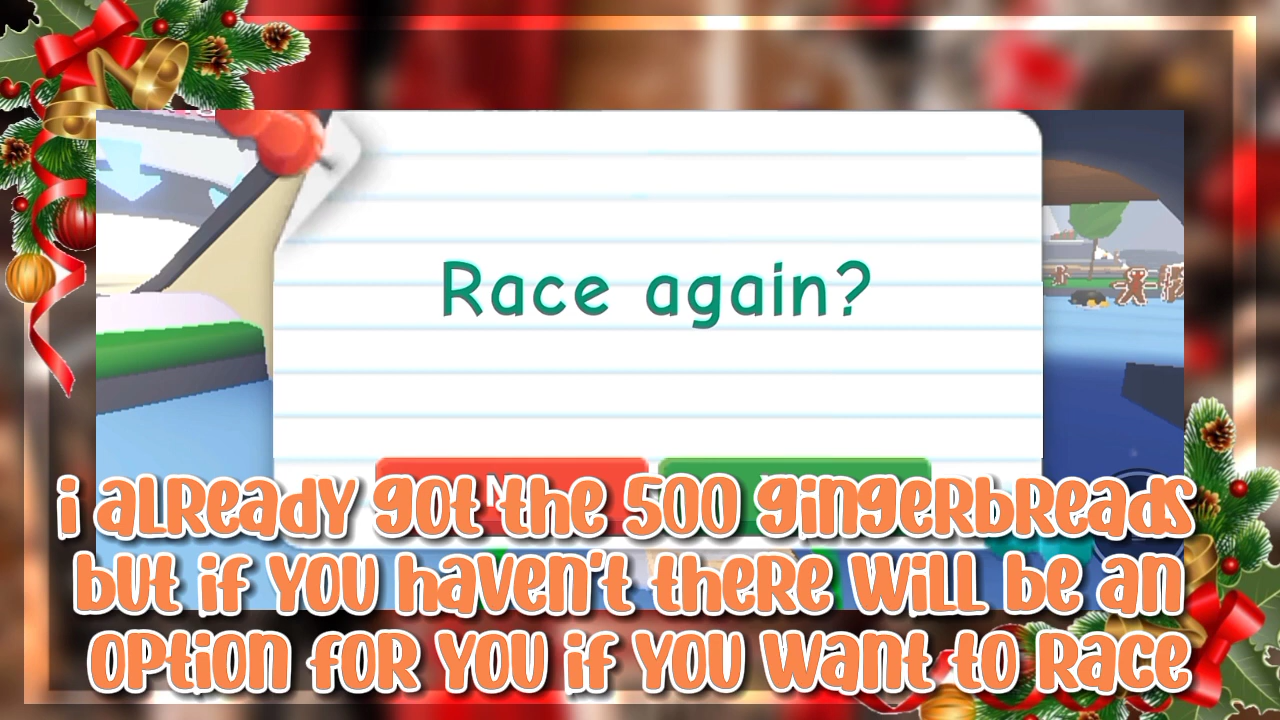 Race again?
i already got the 500 gingerbreads
but if you haven't there will be an
option for you if you want to race